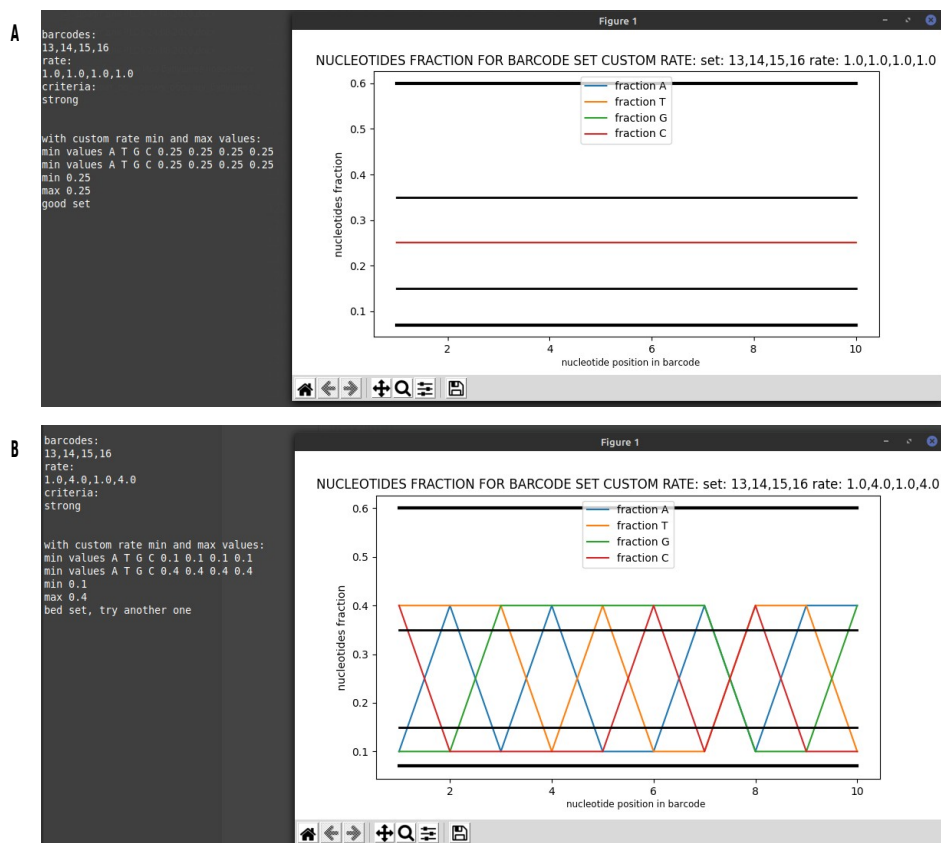 A
barcodes:
13,14,15,16
rate:
1.0,1.0,1.0,1.0
criteria:
strong
with custom rate min and max values:
min values A T G C 0.25 0.25 0.25 0.25
min values A T G C 0.25 0.25 0.25 0.25
min 0.25
max 0.25
good set
Figure 1
NUCLEOTIDES FRACTION FOR BARCODE SET CUSTOM RATE: set: 13,14,15,16 rate: 1.0,1.0,1.0,1.0
fraction A
fraction T
fraction G
fraction C
nucleotides fraction
0.6
0.5
0.4
0.3
0.2
0.1
2 4 6 8 10
nucleotide position in barcode
B
barcodes:
13,14,15,16
rate:
1.0,4.0,1.0,4.0
criteria:
strong
with custom rate min and max values:
min values A T G C 0.1 0.1 0.1 0.1
min values A T G C 0.4 0.4 0.4 0.4
min 0.1
max 0.4
bed set, try another one
Figure 1
NUCLEOTIDES FRACTION FOR BARCODE SET CUSTOM RATE: set: 13,14,15,16 rate: 1.0,4.0,1.0,4.0
fraction A
fraction T
fraction G
fraction C
nucleotides fraction
0.6
0.5
0.4
0.3
0.2
0.1
2 4 6 8 10
nucleotide position in barcode